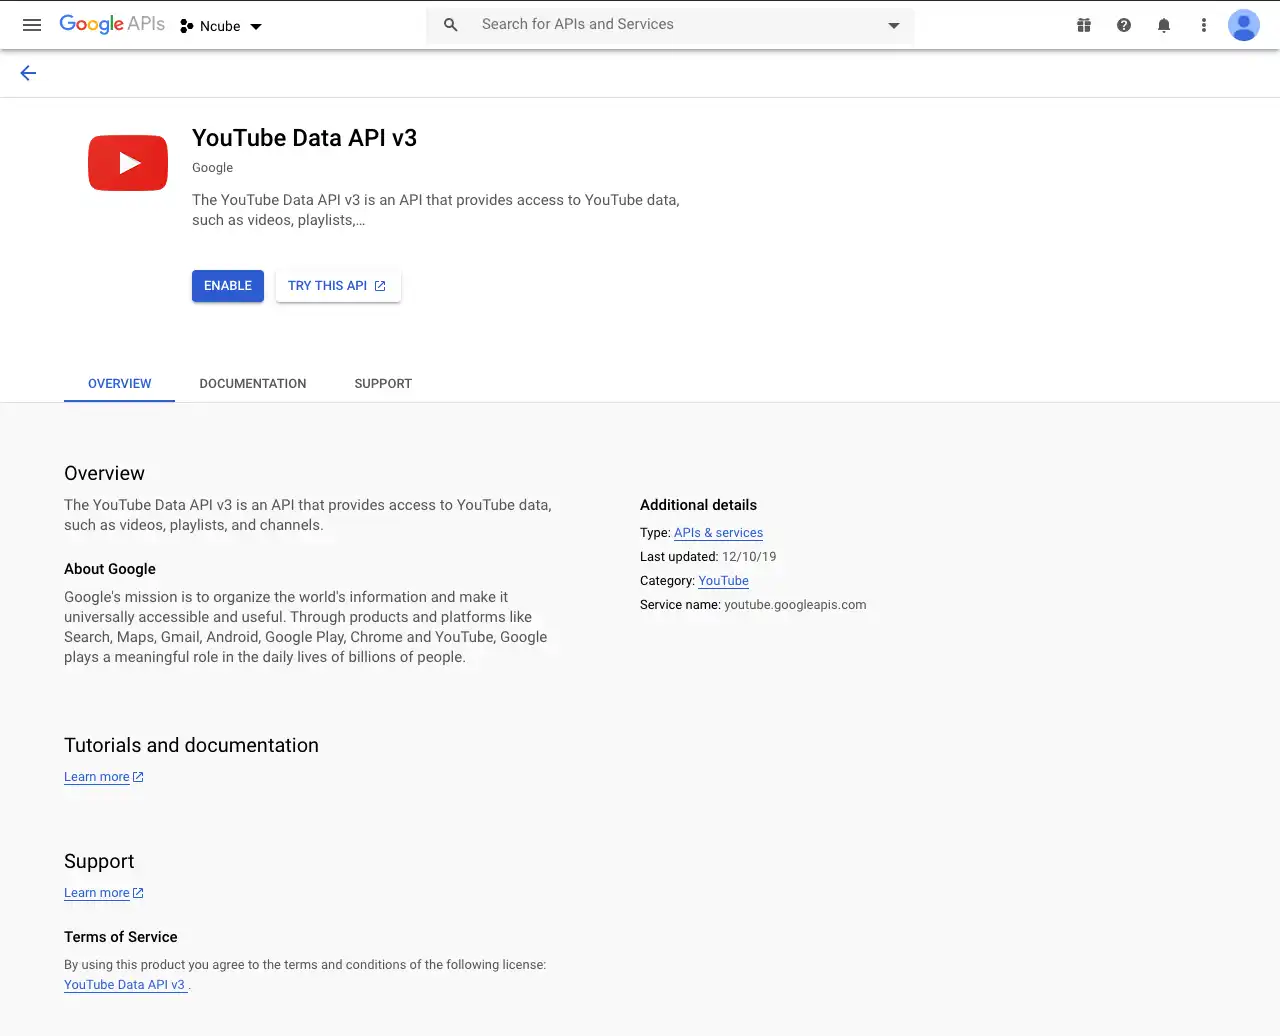 Google APIs Ncube Search for APIs and Services
YouTube Data API v3
Google
The YouTube Data API v3 is an API that provides access to YouTube data,
such as videos, playlists,...
ENABLE TRY THIS API
OVERVIEW DOCUMENTATION SUPPORT
Overview
The YouTube Data API v3 is an API that provides access to YouTube data,
such as videos, playlists, and channels.
About Google
Google's mission is to organize the world's information and make it
universally accessible and useful. Through products and platforms like
Search, Maps, Gmail, Android, Google Play, Chrome and YouTube, Google
plays a meaningful role in the daily lives of billions of people.
Additional details
Type: APIs & services
Last updated: 12/10/19
Category: YouTube
Service name: youtube.googleapis.com
Tutorials and documentation
Learn more
Support
Learn more
Terms of Service
By using this product you agree to the terms and conditions of the following license:
YouTube Data API v3 .